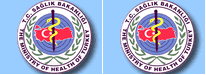 T.C. SAĞLIK BAKANLIĞI
THE MINISTRY OF HEALTH OF TURKEY
T.C. SAĞLIK BAKANLIĞI
THE MINISTRY OF HEALTH OF TURKEY